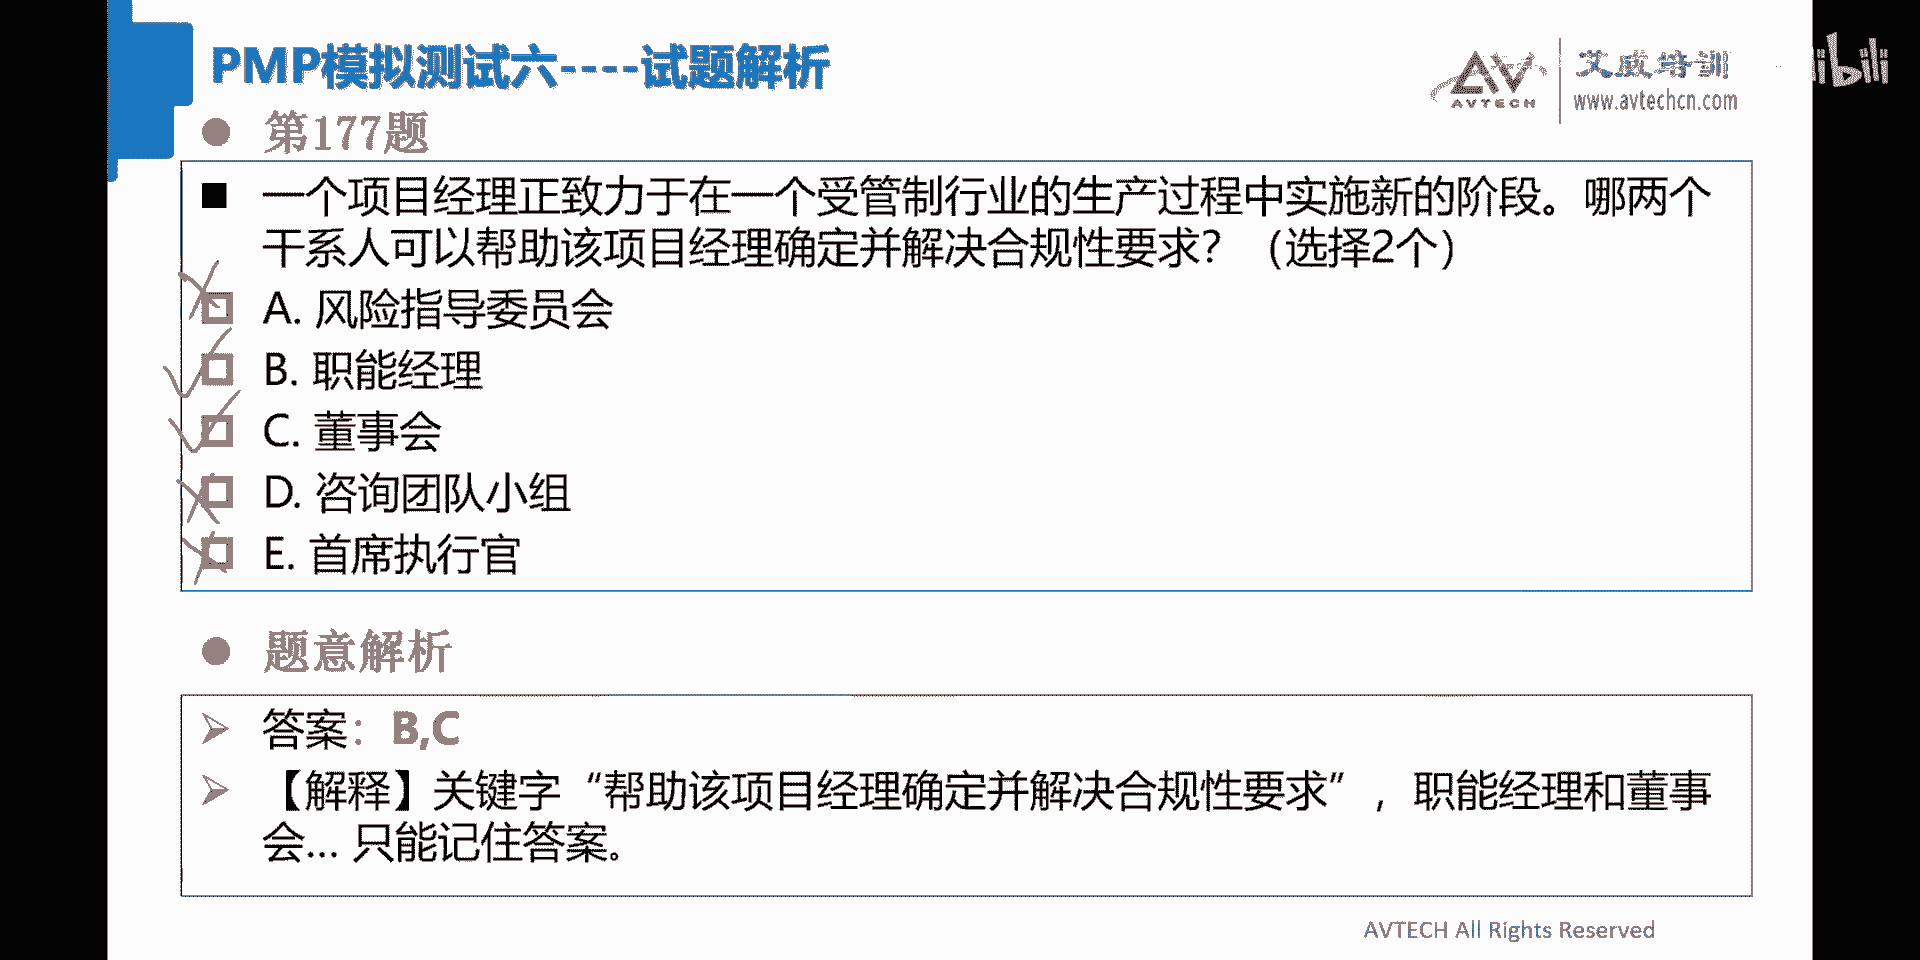 PMP模拟测试六----试题解析
AVTECH
艾威培训
www.avtechcn.com
第177题
一个项目经理正致力于在一个受管制行业的生产过程中实施新的阶段。哪两个
干系人可以帮助该项目经理确定并解决合规性要求？（选择2个）
A. 风险指导委员会
B. 职能经理
C. 董事会
D. 咨询团队小组
E. 首席执行官
题意解析
答案：B,C
【解释】关键字“帮助该项目经理确定并解决合规性要求”，职能经理和董事
会... 只能记住答案。
AVTECH All Rights Reserved